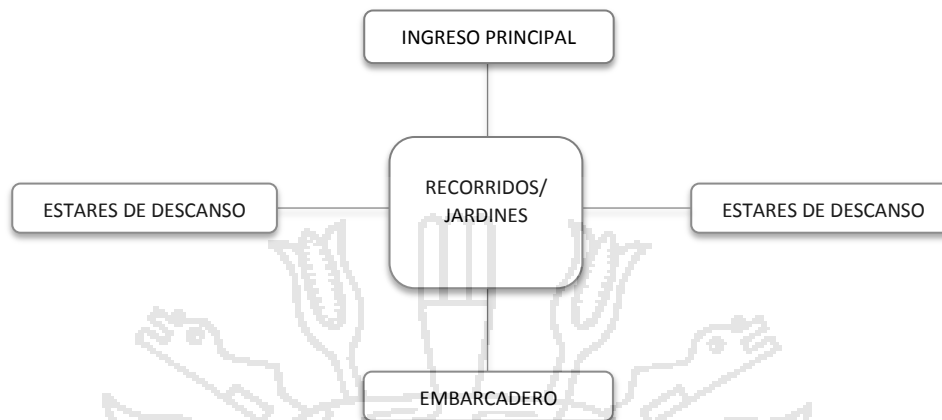 INGRESO PRINCIPAL
RECORRIDOS/
JARDINES
ESTARES DE DESCANSO
ESTARES DE DESCANSO
EMBARCADERO